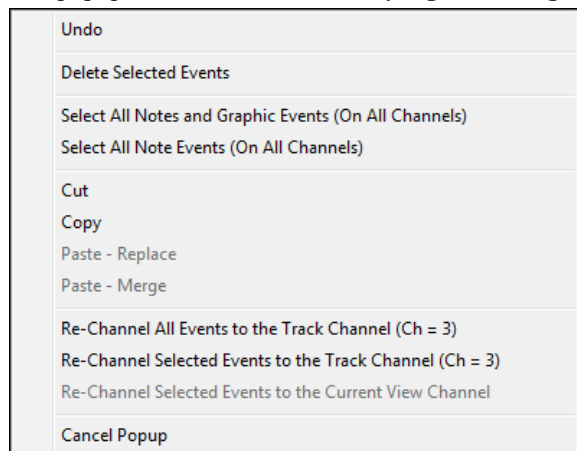 Undo
Delete Selected Events
Select All Notes and Graphic Events (On All Channels)
Select All Note Events (On All Channels)
Cut
Copy
Paste - Replace
Paste - Merge
Re-Channel All Events to the Track Channel (Ch = 3)
Re-Channel Selected Events to the Track Channel (Ch = 3)
Re-Channel Selected Events to the Current View Channel
Cancel Popup